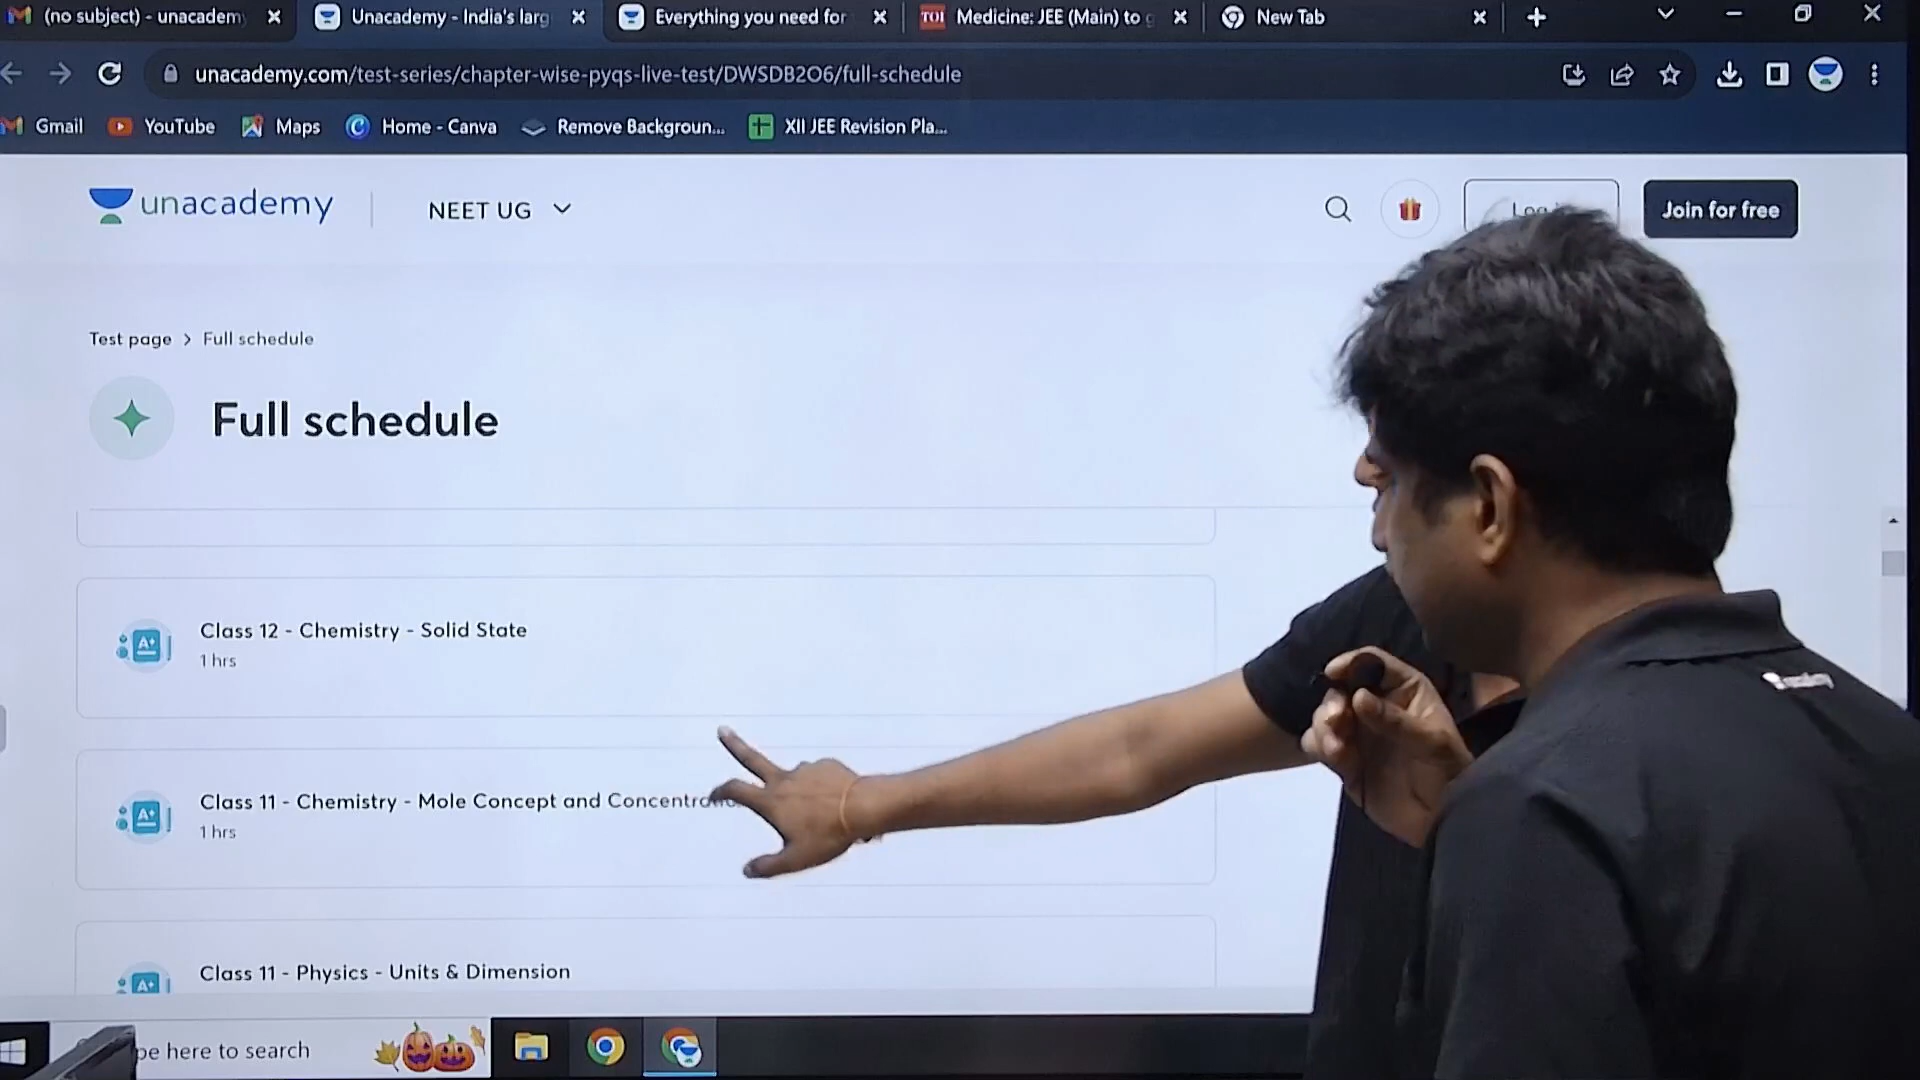 (no subject) - unacadem
Unacademy - India's larg
Everything you need for
TOI Medicine: JEE (Main) to g
New Tab
unacademy.com/test-series/chapter-wise-pyqs-live-test/DWSDB2O6/full-schedule
Gmail
YouTube
Maps
Home - Canva
Remove Backgroun...
XII JEE Revision Pla...
unacademy
NEET UG
Join for free
Test page > Full schedule
Full schedule
Class 12 - Chemistry - Solid State
1 hrs
Class 11 - Chemistry - Mole Concept and Concentra
1 hrs
Class 11 - Physics - Units & Dimension
pe here to search